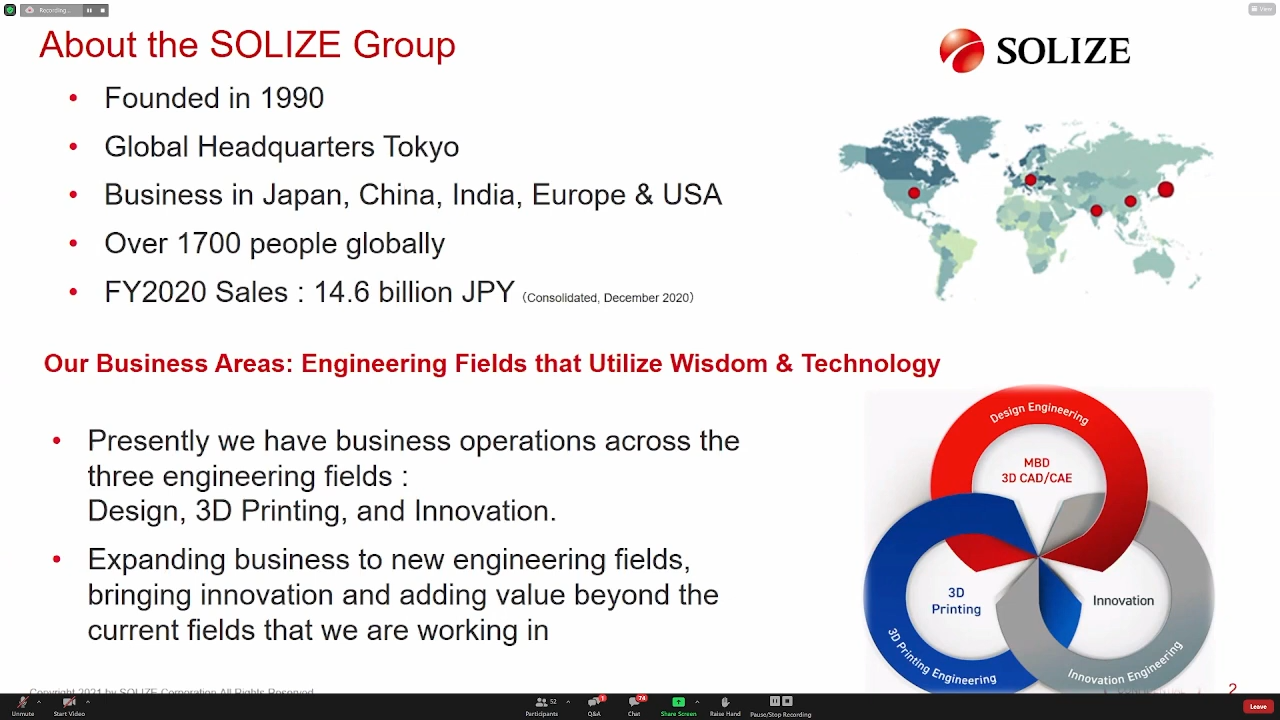 Recording...
View
About the SOLIZE Group
SOLIZE
• Founded in 1990
• Global Headquarters Tokyo
• Business in Japan, China, India, Europe & USA
• Over 1700 people globally
• FY2020 Sales : 14.6 billion JPY (Consolidated, December 2020)
Our Business Areas: Engineering Fields that Utilize Wisdom & Technology
• Presently we have business operations across the
three engineering fields :
Design, 3D Printing, and Innovation.
• Expanding business to new engineering fields,
bringing innovation and adding value beyond the
current fields that we are working in
Design Engineering
MBD
3D CAD/CAE
3D
Printing
Innovation
3D Printing Engineering
Innovation Engineering
Copyright 2021 by SOLIZE Corporation All Rights Reserved
2
Unmute
Start Video
Participants
52
Q&A
1
Chat
74
Share Screen
Raise Hand
Pause/Stop Recording
Leave